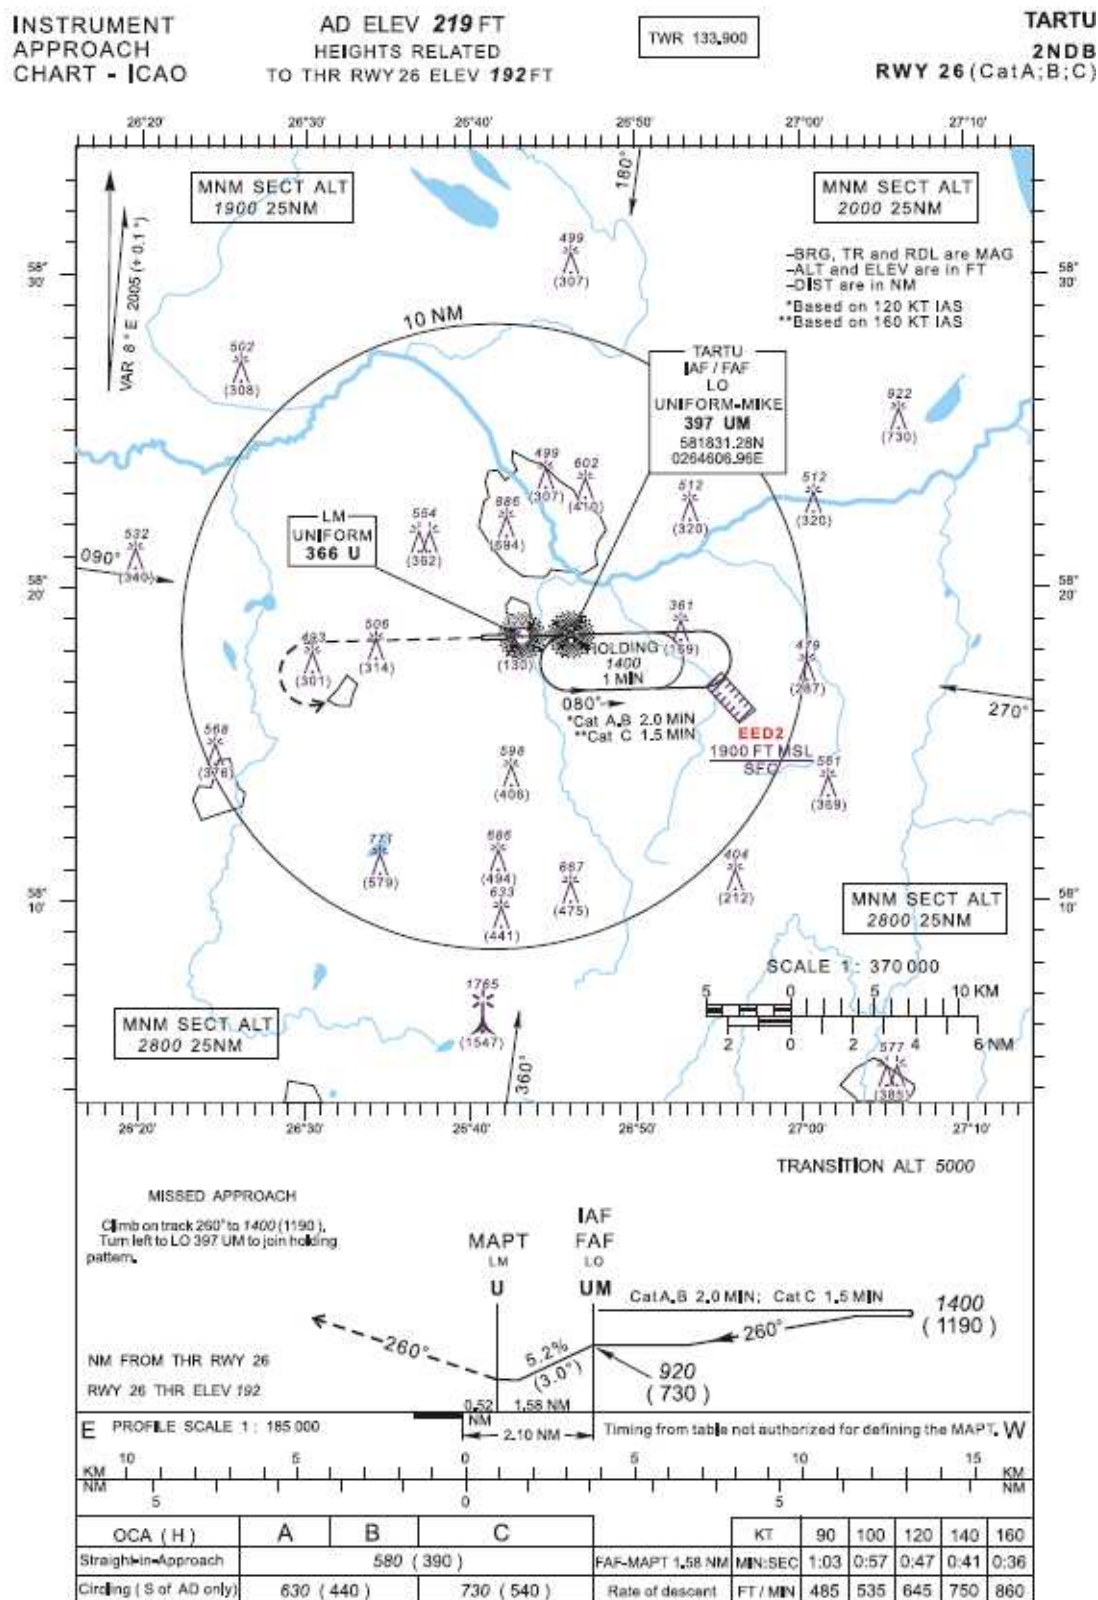 INSTRUMENT
APPROACH
CHART - ICAO
AD ELEV 219 FT
HEIGHTS RELATED
TO THR RWY 26 ELEV 192 FT
TWR 133.900
TARTU
2NDB
RWY 26 (CatA;B;C)
26°20' 26°30' 26°40' 26°50' 27°00' 27°10'
MNM SECT ALT
1900 25NM
180°
MNM SECT ALT
2000 25NM
VAR 8° E 2005 (+ 0.1°)
58° 30' 58° 30'
499
(307)
-BRG, TR and RDL are MAG
-ALT and ELEV are in FT
-DIST are in NM
*Based on 120 KT IAS
**Based on 160 KT IAS
10 NM
502
(308)
TARTU
IAF / FAF
LO
UNIFORM-MIKE
397 UM
581831.28N
0264606.96E
922
(730)
499
(307)
602
(410)
512
(320)
512
(320)
686
(594)
554
(362)
LM
UNIFORM
366 U
532
(340)
090°
58° 20' 58° 20'
361
(169)
506
(314)
493
(301)
(130)
HOLDING
1400
1 MIN
479
(287)
080°
270°
*Cat A,B 2.0 MIN
**Cat C 1.5 MIN
EED2
1900 FT MSL
SFC
568
(376)
598
(406)
561
(369)
771
(579)
686
(494)
633
(441)
667
(475)
404
(212)
58° 10' 58° 10'
MNM SECT ALT
2800 25NM
SCALE 1 : 370 000
5 0 5 10 KM
2 0 2 4 6 NM
1765
(1547)
MNM SECT ALT
2800 25NM
360°
577
(385)
26°20' 26°30' 26°40' 26°50' 27°00' 27°10'
TRANSITION ALT 5000
MISSED APPROACH
Climb on track 260° to 1400 (1190).
Turn left to LO 397 UM to join holding
pattern.
MAPT
LM
U
IAF
FAF
LO
UM
CatA,B 2.0 MIN; Cat C 1.5 MIN
1400
( 1190 )
260°
260°
5.2%
(3.0°)
920
( 730 )
NM FROM THR RWY 26
RWY 26 THR ELEV 192
0.52
NM
1.58 NM
2.10 NM
E PROFILE SCALE 1 : 185 000
Timing from table not authorized for defining the MAPT. W
10 5 0 5 10 15
KM KM
NM NM
5 0 5
OCA ( H ) A B C KT 90 100 120 140 160
Straight-in-Approach 580 ( 390 ) FAF-MAPT 1.58 NM MIN:SEC 1:03 0:57 0:47 0:41 0:36
Circling ( S of AD only) 630 ( 440 ) 730 ( 540 ) Rate of descent FT / MIN 485 535 645 750 860